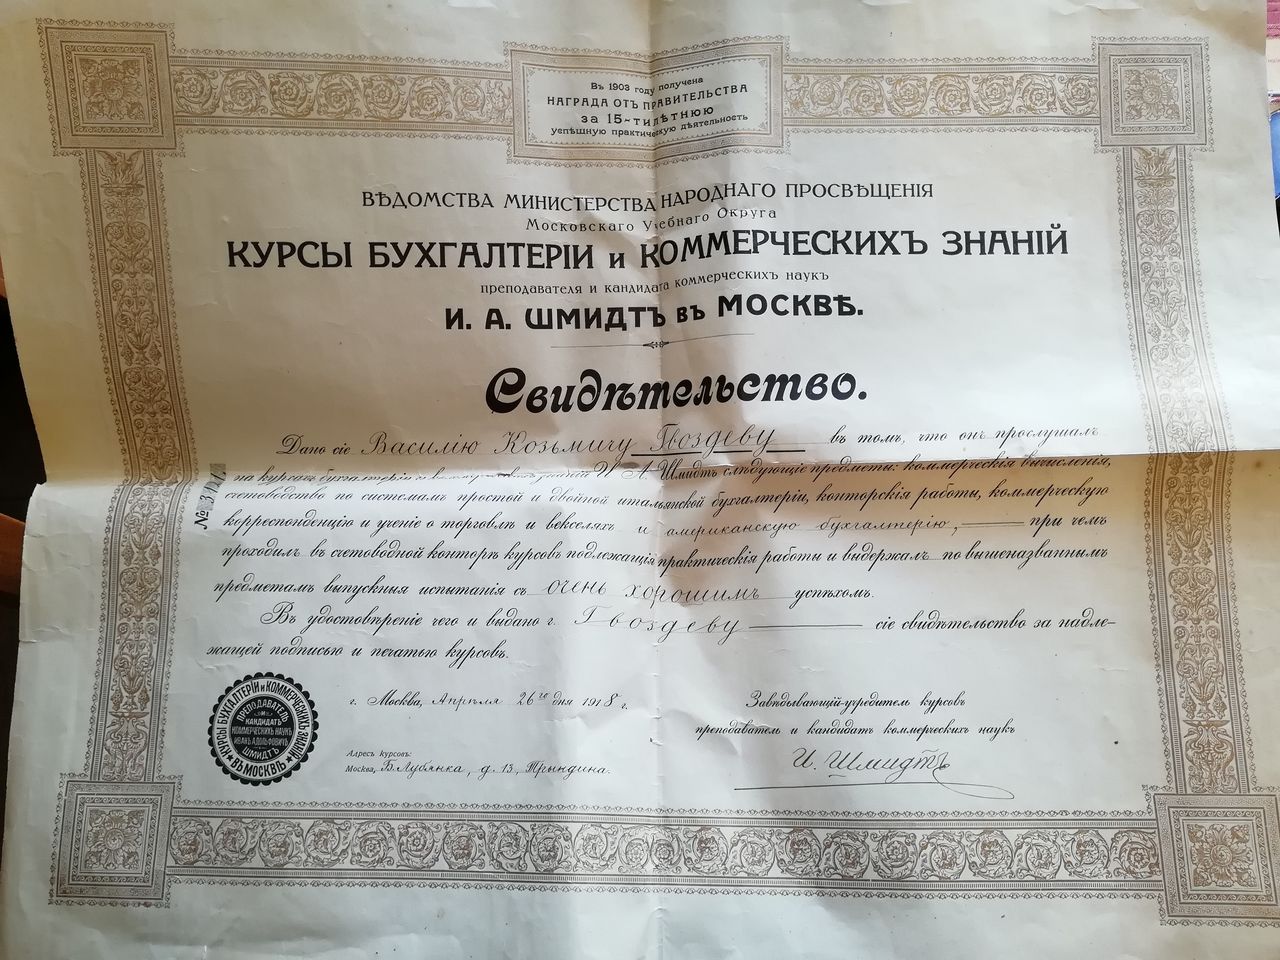 Въ 1903 году получена
НАГРАДА ОТЪ ПРАВИТЕЛЬСТВА
за 15-тилѣтнюю
успѣшную практическую дѣятельность
ВѢДОМСТВА МИНИСТЕРСТВА НАРОДНАГО ПРОСВѢЩЕНІЯ
Московскаго Учебнаго Округа
КУРСЫ БУХГАЛТЕРІИ и КОММЕРЧЕСКИХЪ ЗНАНІЙ
преподавателя и кандидата коммерческихъ наукъ
И. А. ШМИДТЪ въ МОСКВѢ.
Свидѣтельство.
Дано сіе Василію Козьмичу Гвоздеву въ томъ, что онъ прослушалъ
на курсахъ бухгалтеріи и знаній И. А. Шмидтъ слѣдующіе предметы: коммерческія вычисленія,
счетоводство по системамъ простой и двойной итальянской бухгалтеріи, конторскія работы, коммерческую
корреспонденцію и ученіе о торговлѣ и векселяхъ и американскую бухгалтерію, при чемъ
проходилъ въ счетоводной конторѣ курсовъ подлежащія практическія работы и выдержалъ по вышеназваннымъ
предметамъ выпускныя испытанія съ очень хорошимъ успѣхомъ.
Въ удостовѣреніе чего и выдано г. Гвоздеву сіе свидѣтельство за надле-
жащей подписью и печатью курсовъ.
г. Москва, Апрѣля 26го дня 1918 г.
Завѣдывающій-учредитель курсовъ
преподаватель и кандидатъ коммерческихъ наукъ
И. Шмидтъ
Адресъ курсовъ:
Москва, Б. Лубянка, д. 13, Трындина.
КУРСЫ БУХГАЛТЕРІИ И КОММЕРЧЕСКИХЪ ЗНАНІЙ
ВЪ МОСКВѢ
ПРЕПОДАВАТЕЛЬ
И
КАНДИДАТЪ
КОММЕРЧЕСКИХЪ НАУКЪ
ИВАНЪ АДОЛЬФОВИЧЪ
ШМИДТЪ
№